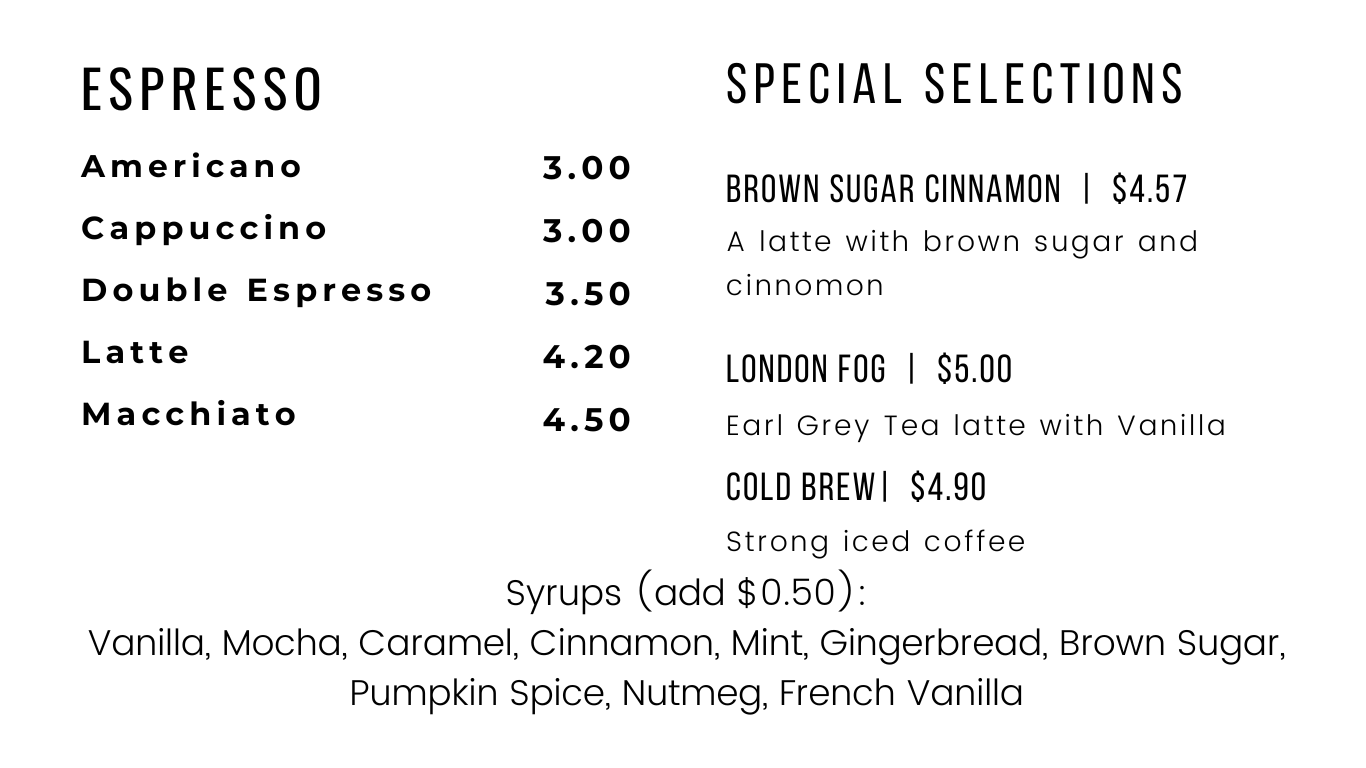 ESPRESSO
Americano 3.00
Cappuccino 3.00
Double Espresso 3.50
Latte 4.20
Macchiato 4.50
SPECIAL SELECTIONS
BROWN SUGAR CINNAMON | $4.57
A latte with brown sugar and
cinnomon
LONDON FOG | $5.00
Earl Grey Tea latte with Vanilla
COLD BREW| $4.90
Strong iced coffee
Syrups (add $0.50):
Vanilla, Mocha, Caramel, Cinnamon, Mint, Gingerbread, Brown Sugar,
Pumpkin Spice, Nutmeg, French Vanilla